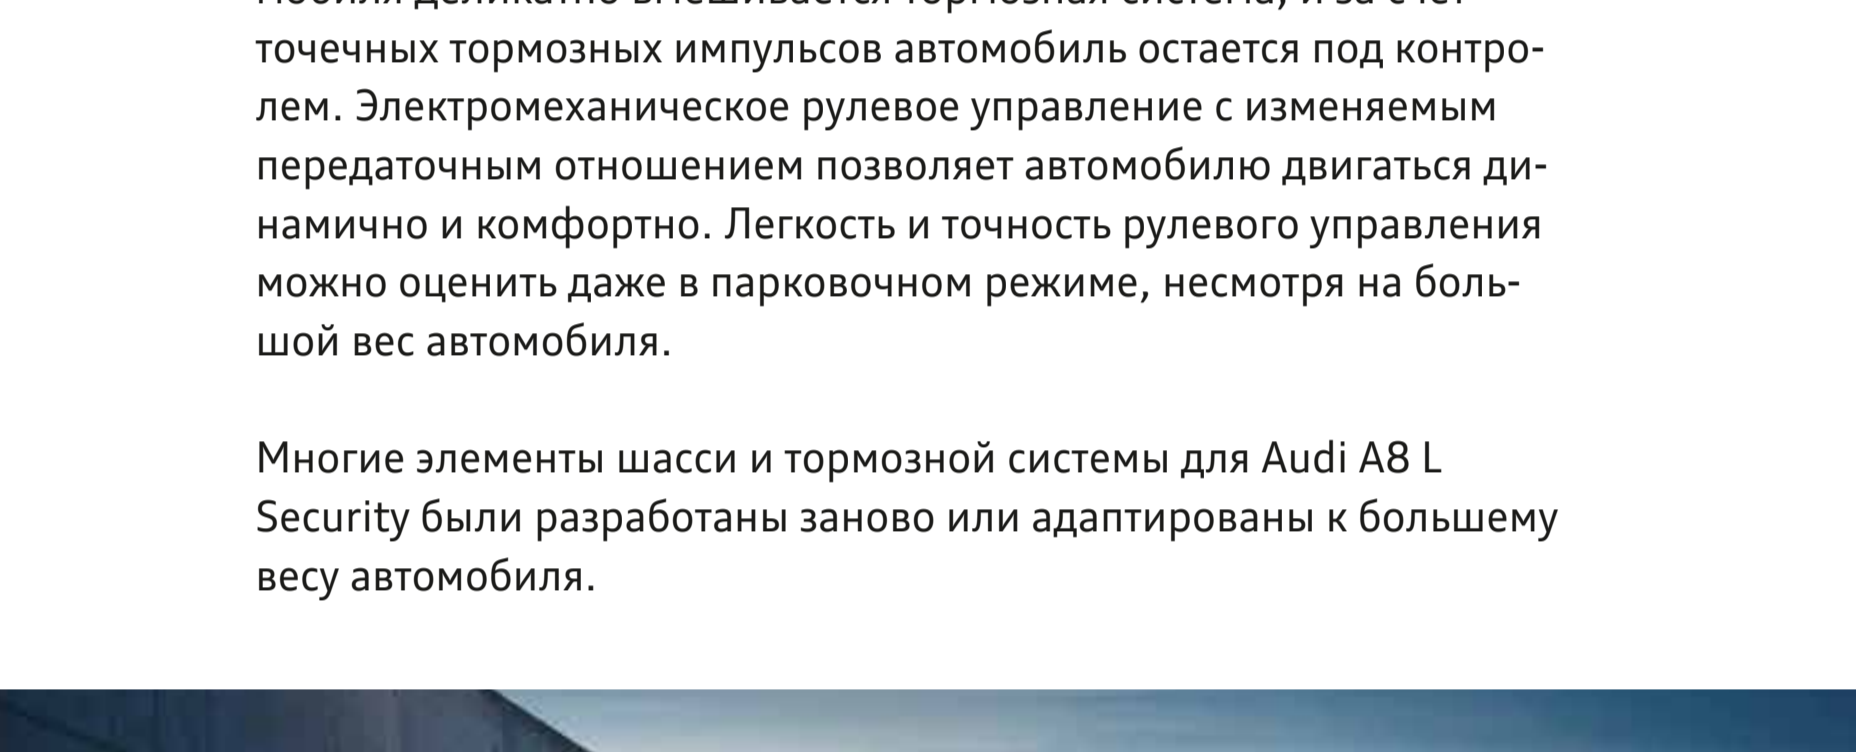 точечных тормозных импульсов автомобиль остается под контро-
лем. Электромеханическое рулевое управление с изменяемым
передаточным отношением позволяет автомобилю двигаться ди-
намично и комфортно. Легкость и точность рулевого управления
можно оценить даже в парковочном режиме, несмотря на боль-
шой вес автомобиля.
Многие элементы шасси и тормозной системы для Audi A8 L
Security были разработаны заново или адаптированы к большему
весу автомобиля.